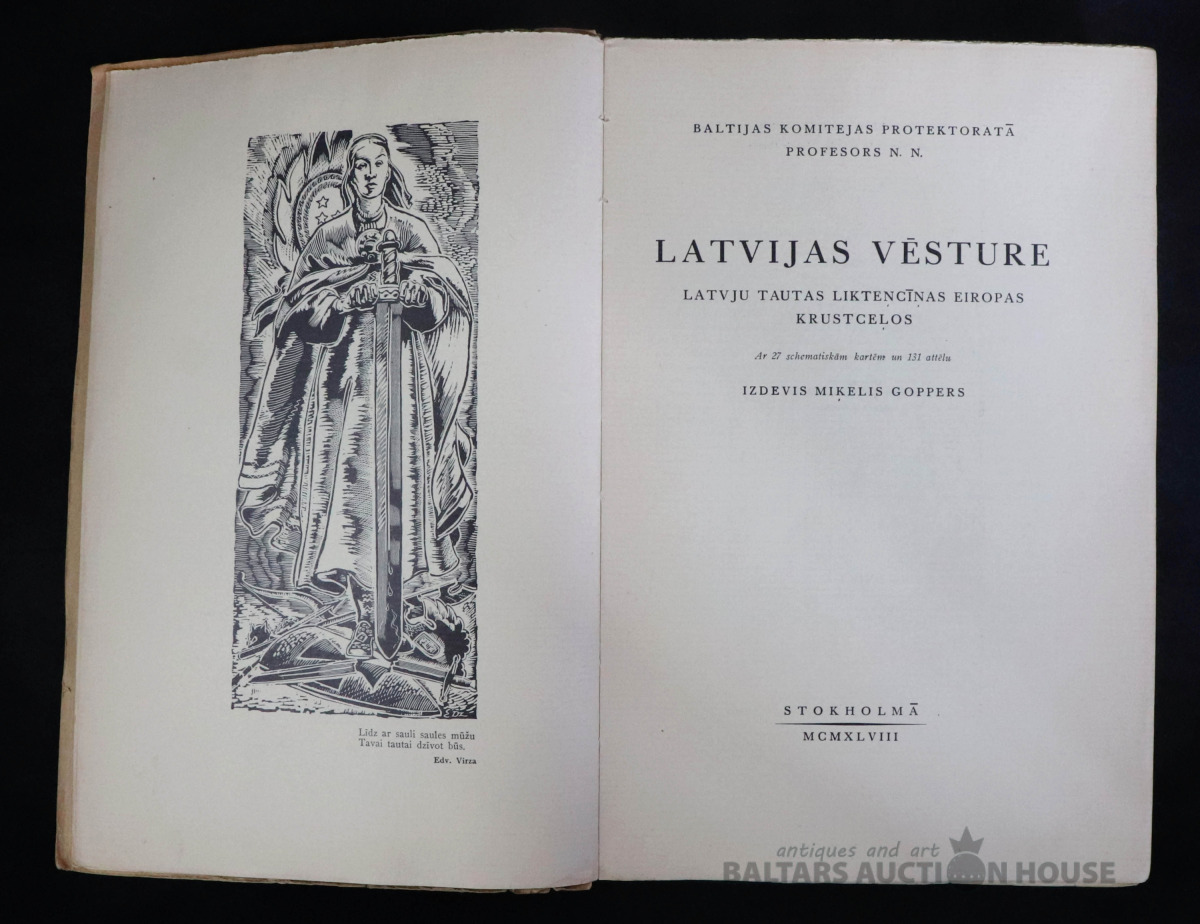 Līdz ar sauli saules mūžu
Tavai tautai dzīvot būs.
Edv. Virza
BALTIJAS KOMITEJAS PROTEKTORATĀ
PROFESORS N. N.
LATVIJAS VĒSTURE
LATVJU TAUTAS LIKTEŅCĪŅAS EIROPAS
KRUSTCEĻOS
Ar 27 schematiskām kartēm un 131 attēlu
IZDEVIS MIĶELIS GOPPERS
STOKHOLMĀ
MCMXLVIII
antiques and art
BALTARS AUCTION HOUSE